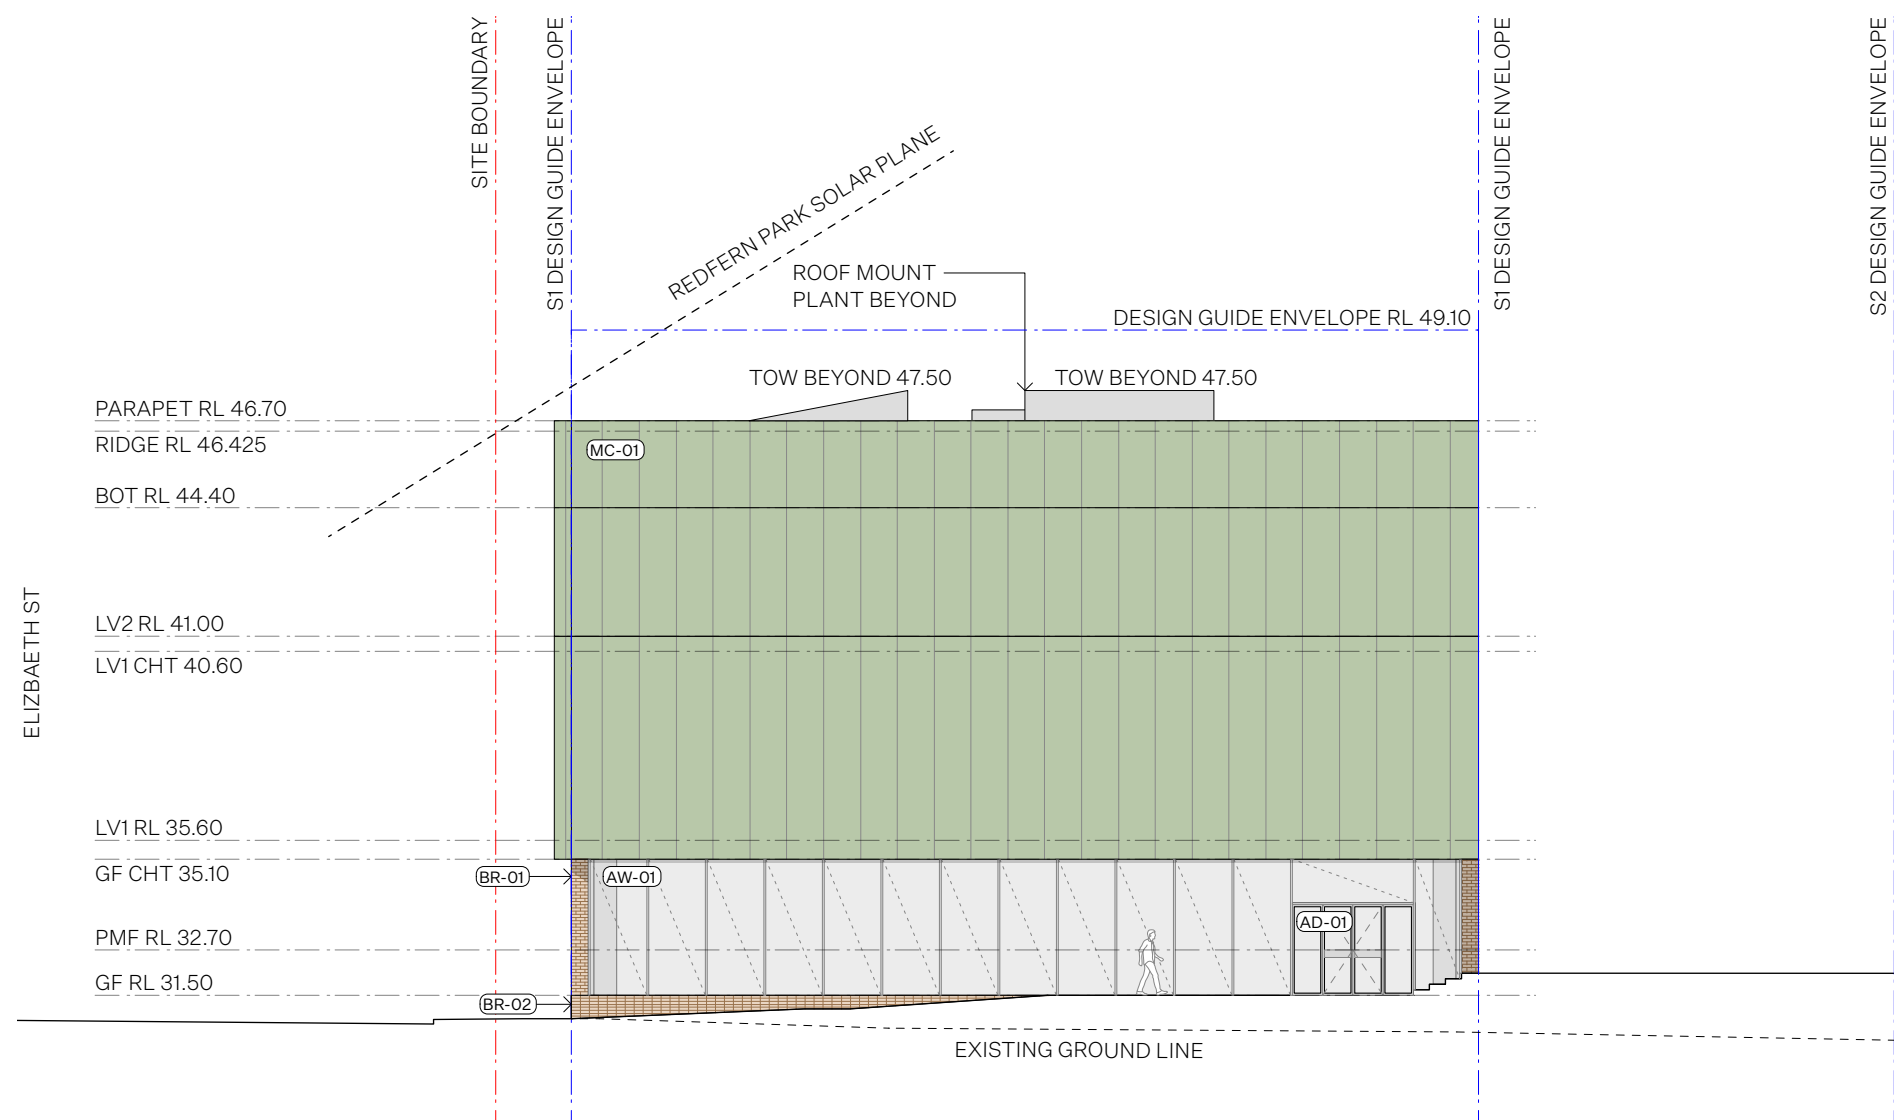 SITE BOUNDARY
S1 DESIGN GUIDE ENVELOPE
S1 DESIGN GUIDE ENVELOPE
S2 DESIGN GUIDE ENVELOPE
REDFERN PARK SOLAR PLANE
ROOF MOUNT
PLANT BEYOND
DESIGN GUIDE ENVELOPE RL 49.10
TOW BEYOND 47.50
TOW BEYOND 47.50
PARAPET RL 46.70
RIDGE RL 46.425
MC-01
BOT RL 44.40
ELIZBAETH ST
LV2 RL 41.00
LV1 CHT 40.60
LV1 RL 35.60
GF CHT 35.10
BR-01
AW-01
AD-01
PMF RL 32.70
GF RL 31.50
BR-02
EXISTING GROUND LINE